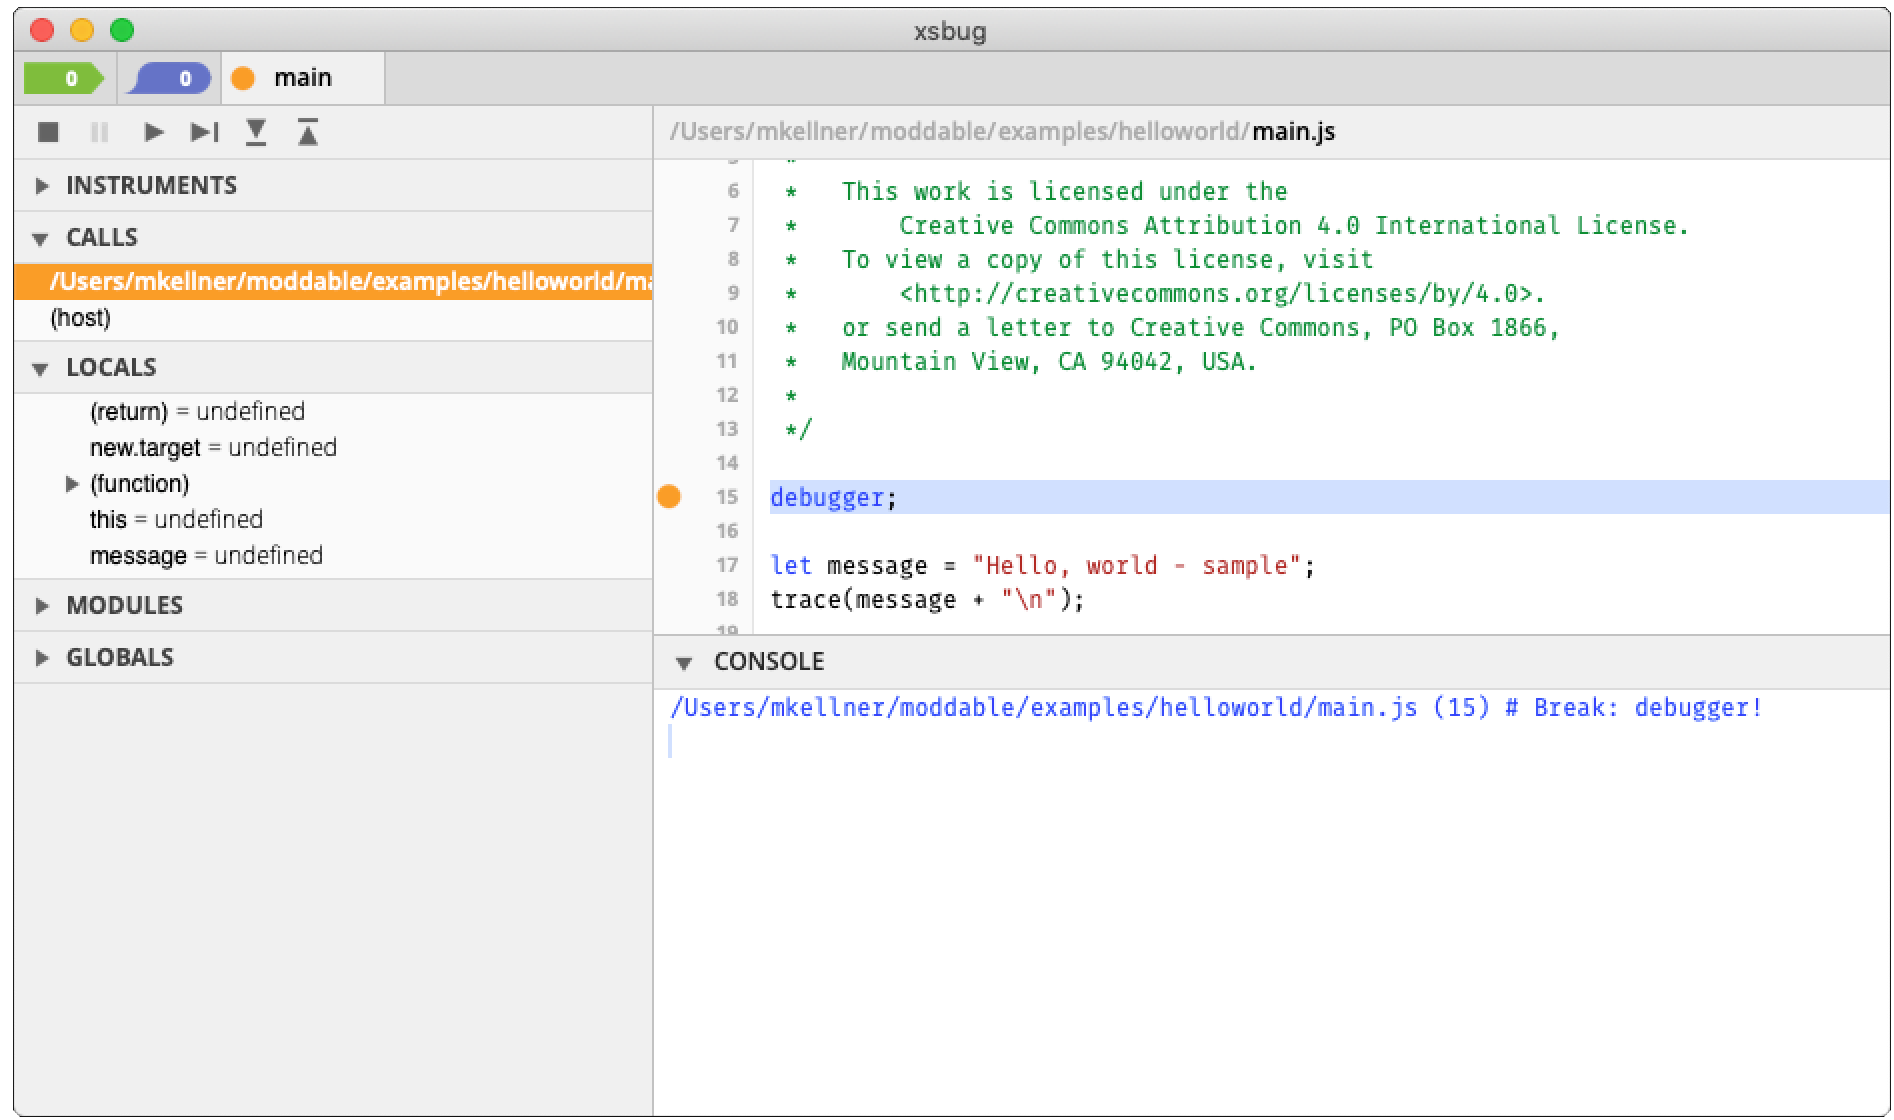 xsbug
0
0
main
/Users/mkellner/moddable/examples/helloworld/main.js
INSTRUMENTS
CALLS
/Users/mkellner/moddable/examples/helloworld/ma
(host)
LOCALS
(return) = undefined
new.target = undefined
(function)
this = undefined
message = undefined
MODULES
GLOBALS
6 * This work is licensed under the
7 * Creative Commons Attribution 4.0 International License.
8 * To view a copy of this license, visit
9 * <http://creativecommons.org/licenses/by/4.0>.
10 * or send a letter to Creative Commons, PO Box 1866,
11 * Mountain View, CA 94042, USA.
12 *
13 */
14
15 debugger;
16
17 let message = "Hello, world - sample";
18 trace(message + "\n");
19
CONSOLE
/Users/mkellner/moddable/examples/helloworld/main.js (15) # Break: debugger!